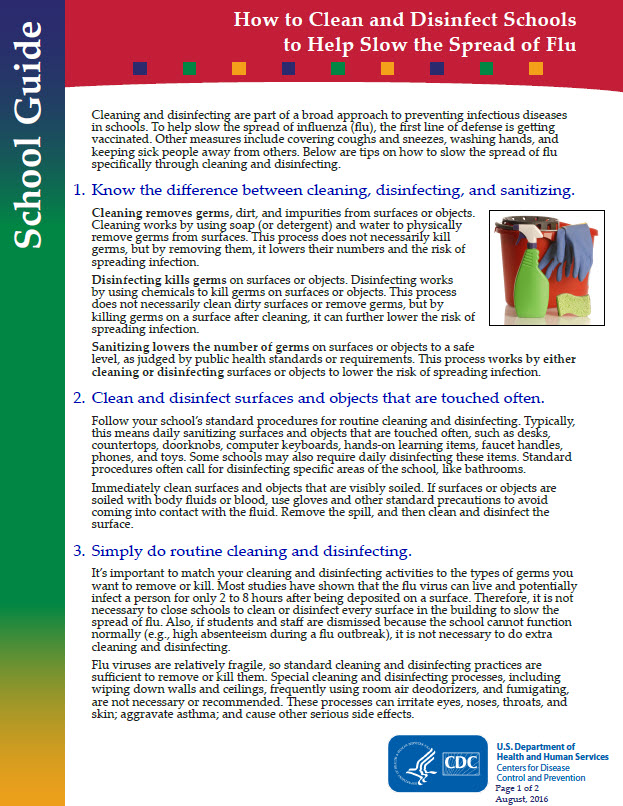 School Guide
How to Clean and Disinfect Schools
to Help Slow the Spread of Flu
Cleaning and disinfecting are part of a broad approach to preventing infectious diseases
in schools. To help slow the spread of influenza (flu), the first line of defense is getting
vaccinated. Other measures include covering coughs and sneezes, washing hands, and
keeping sick people away from others. Below are tips on how to slow the spread of flu
specifically through cleaning and disinfecting.
1. Know the difference between cleaning, disinfecting, and sanitizing.
Cleaning removes germs, dirt, and impurities from surfaces or objects.
Cleaning works by using soap (or detergent) and water to physically
remove germs from surfaces. This process does not necessarily kill
germs, but by removing them, it lowers their numbers and the risk of
spreading infection.
Disinfecting kills germs on surfaces or objects. Disinfecting works
by using chemicals to kill germs on surfaces or objects. This process
does not necessarily clean dirty surfaces or remove germs, but by
killing germs on a surface after cleaning, it can further lower the risk of
spreading infection.
Sanitizing lowers the number of germs on surfaces or objects to a safe
level, as judged by public health standards or requirements. This process works by either
cleaning or disinfecting surfaces or objects to lower the risk of spreading infection.
2. Clean and disinfect surfaces and objects that are touched often.
Follow your school's standard procedures for routine cleaning and disinfecting. Typically,
this means daily sanitizing surfaces and objects that are touched often, such as desks,
countertops, doorknobs, computer keyboards, hands-on learning items, faucet handles,
phones, and toys. Some schools may also require daily disinfecting these items. Standard
procedures often call for disinfecting specific areas of the school, like bathrooms.
Immediately clean surfaces and objects that are visibly soiled. If surfaces or objects are
soiled with body fluids or blood, use gloves and other standard precautions to avoid
coming into contact with the fluid. Remove the spill, and then clean and disinfect the
surface.
3. Simply do routine cleaning and disinfecting.
It's important to match your cleaning and disinfecting activities to the types of germs you
want to remove or kill. Most studies have shown that the flu virus can live and potentially
infect a person for only 2 to 8 hours after being deposited on a surface. Therefore, it is not
necessary to close schools to clean or disinfect every surface in the building to slow the
spread of flu. Also, if students and staff are dismissed because the school cannot function
normally (e.g., high absenteeism during a flu outbreak), it is not necessary to do extra
cleaning and disinfecting.
Flu viruses are relatively fragile, so standard cleaning and disinfecting practices are
sufficient to remove or kill them. Special cleaning and disinfecting processes, including
wiping down walls and ceilings, frequently using room air deodorizers, and fumigating,
are not necessary or recommended. These processes can irritate eyes, noses, throats, and
skin; aggravate asthma; and cause other serious side effects.
CDC
U.S. Department of
Health and Human Services
Centers for Disease
Control and Prevention
Page 1 of 2
August, 2016